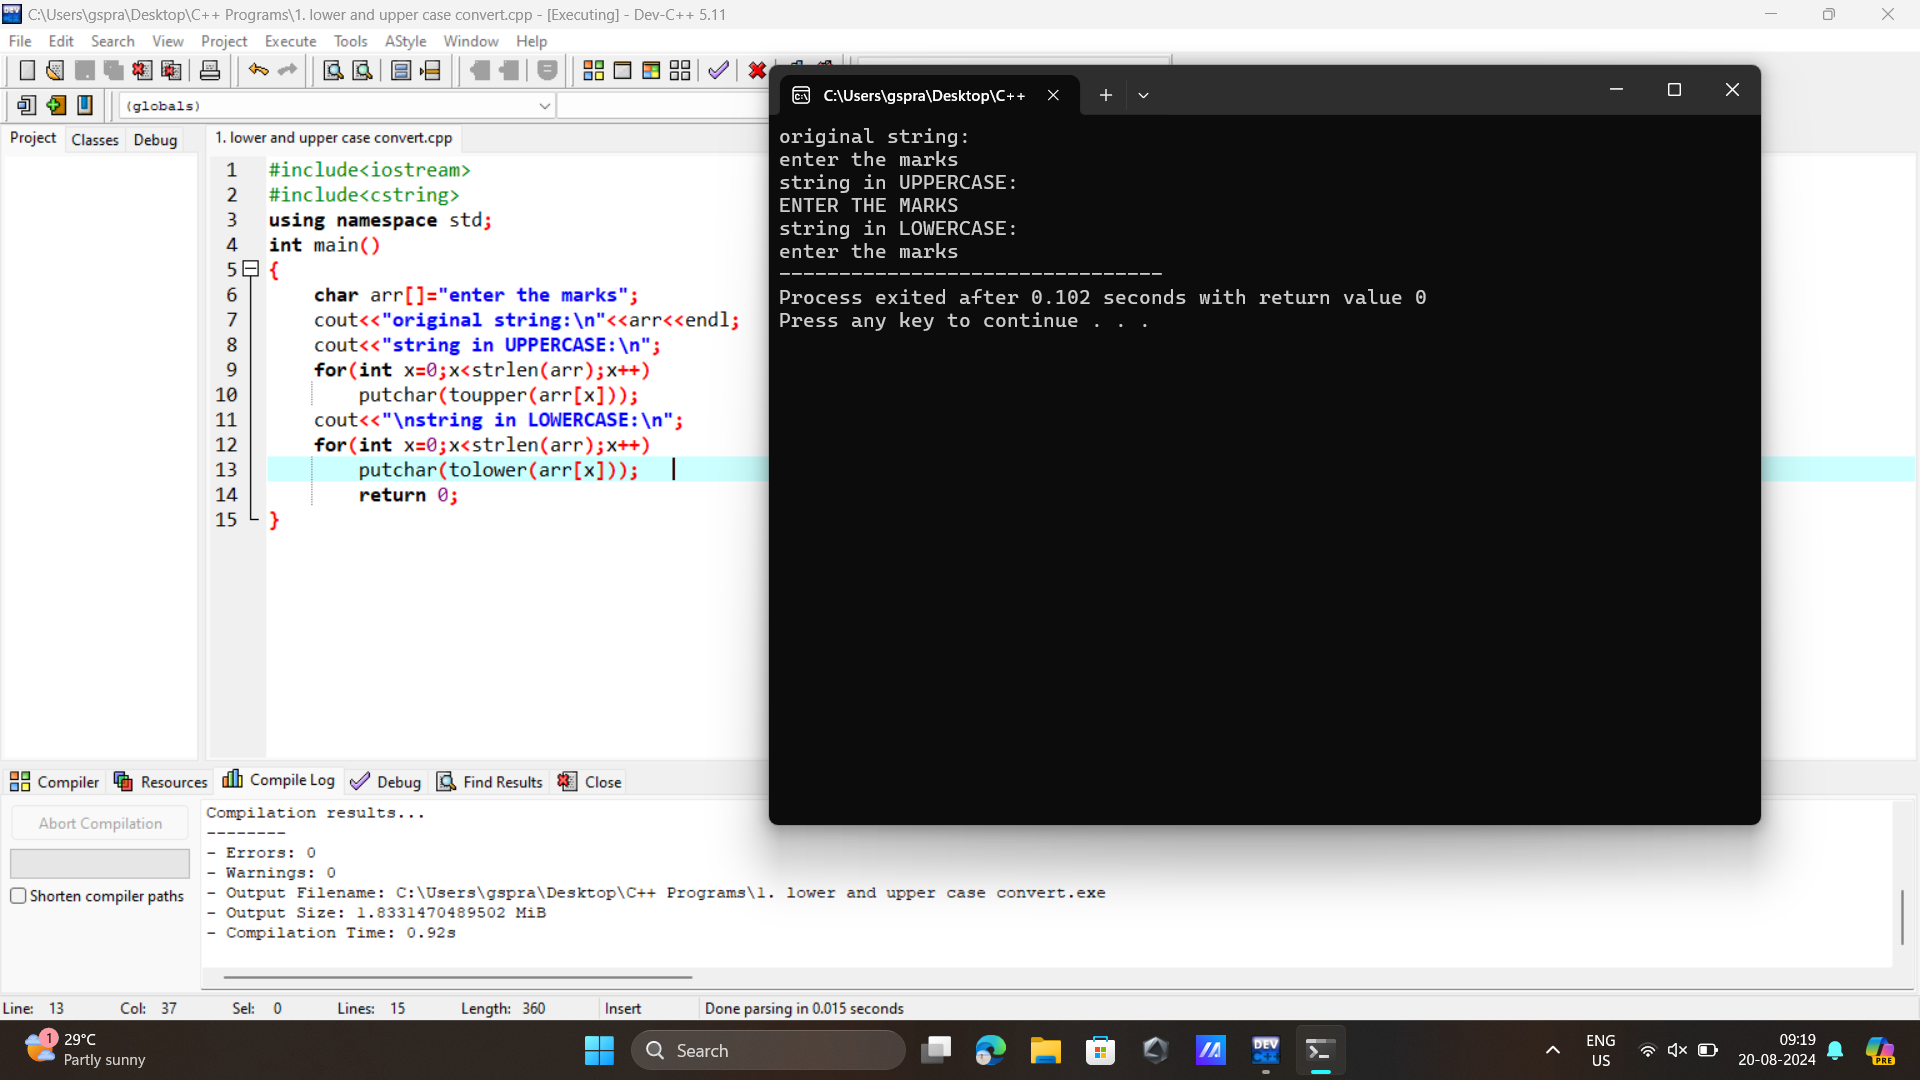 C:\Users\gspra\Desktop\C++ Programs\1. lower and upper case convert.cpp - [Executing] - Dev-C++ 5.11
File Edit Search View Project Execute Tools AStyle Window Help
(globals)
Project Classes Debug
1. lower and upper case convert.cpp
1 #include<iostream>
2 #include<cstring>
3 using namespace std;
4 int main()
5 {
6 char arr[]="enter the marks";
7 cout<<"original string:\n"<<arr<<endl;
8 cout<<"string in UPPERCASE:\n";
9 for(int x=0;x<strlen(arr);x++)
10 putchar(toupper(arr[x]));
11 cout<<"\nstring in LOWERCASE:\n";
12 for(int x=0;x<strlen(arr);x++)
13 putchar(tolower(arr[x]));
14 return 0;
15 }
C:\Users\gspra\Desktop\C++
original string:
enter the marks
string in UPPERCASE:
ENTER THE MARKS
string in LOWERCASE:
enter the marks
--------------------------------
Process exited after 0.102 seconds with return value 0
Press any key to continue . . .
Compiler Resources Compile Log Debug Find Results Close
Abort Compilation
Shorten compiler paths
Compilation results...
--------
- Errors: 0
- Warnings: 0
- Output Filename: C:\Users\gspra\Desktop\C++ Programs\1. lower and upper case convert.exe
- Output Size: 1.8331470489502 MiB
- Compilation Time: 0.92s
Line: 13 Col: 37 Sel: 0 Lines: 15 Length: 360 Insert Done parsing in 0.015 seconds
1
29°C
Partly sunny
Search
DEV C++
ENG
US
09:19
20-08-2024
PRE